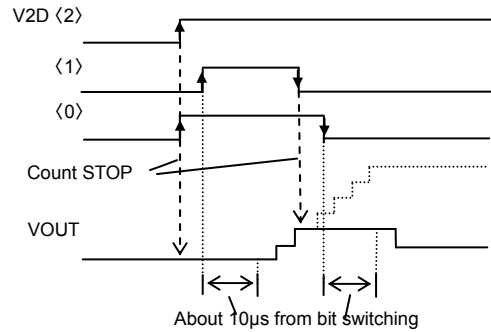 V2D〈2〉
〈1〉
〈0〉
Count STOP
VOUT
About 10μs from bit switching